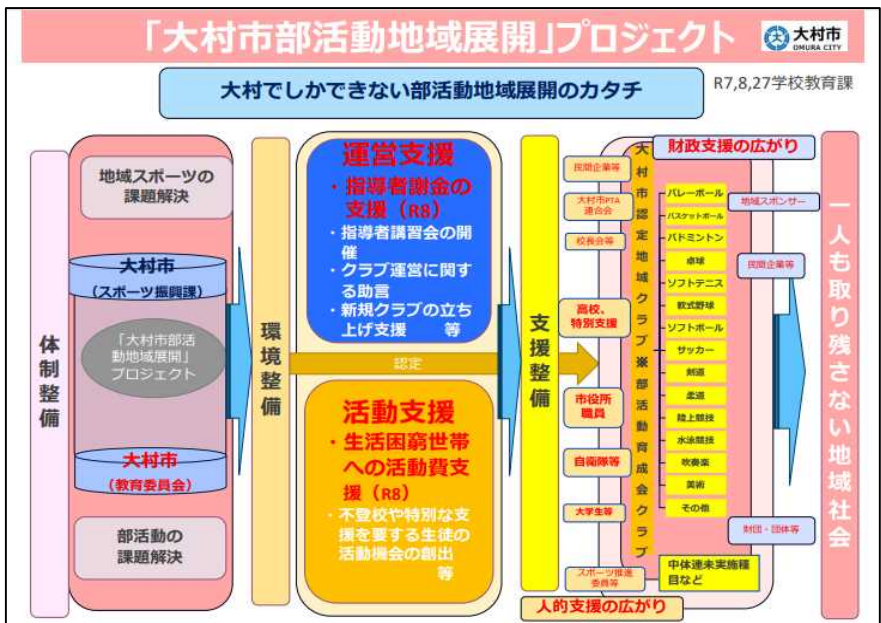 「大村市部活動地域展開」プロジェクト
大村市
OMURA CITY
大村でしかできない部活動地域展開のカタチ
R7,8,27学校教育課
体制整備
地域スポーツの
課題解決
大村市
(スポーツ振興課)
「大村市部活
動地域展開」
プロジェクト
大村市
(教育委員会)
部活動の
課題解決
環境整備
運営支援
・指導者謝金の
支援(R8)
・指導者講習会の開
催
・クラブ運営に関す
る助言
・新規クラブの立ち
上げ支援 等
認定
活動支援
・生活困窮世帯
への活動費支
援(R8)
・不登校や特別な支
援を要する生徒の
活動機会の創出
等
支援整備
民間企業等
大村市PTA
連合会
校長会等
高校、
特別支援
市役所
職員
自衛隊等
大学生等
スポーツ推進
委員等
人的支援の広がり
大村市認定地域クラブ※部活動育成会クラブ
財政支援の広がり
バレーボール
バスケットボール
バドミントン
卓球
ソフトテニス
軟式野球
ソフトボール
サッカー
剣道
柔道
陸上競技
水泳競技
吹奏楽
美術
その他
中体連未実施種
目など
地域スポンサー
民間企業等
財団・団体等
一人も取り残さない地域社会